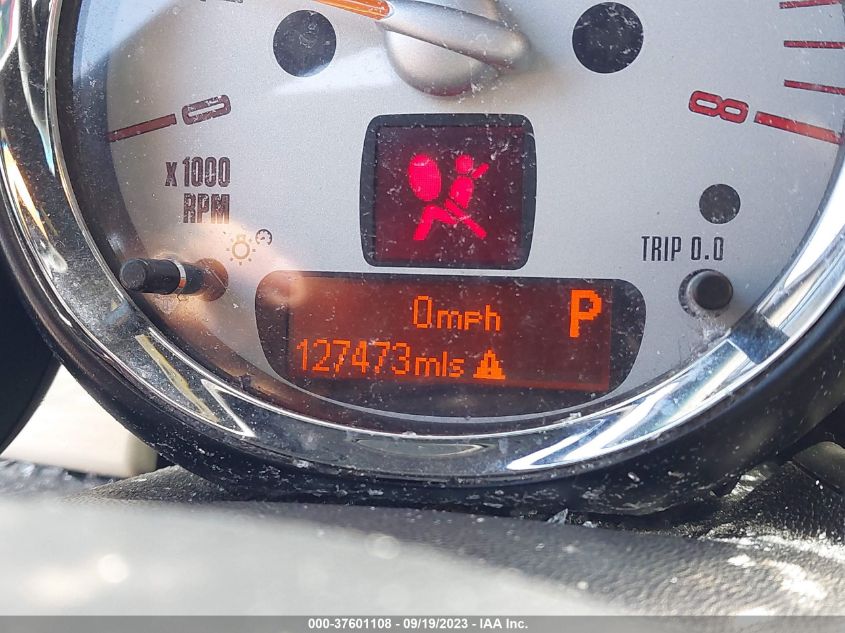 0
8
x 1000
RPM
TRIP 0.0
0mph
P
127473mls
000-37601108 - 09/19/2023 - IAA Inc.